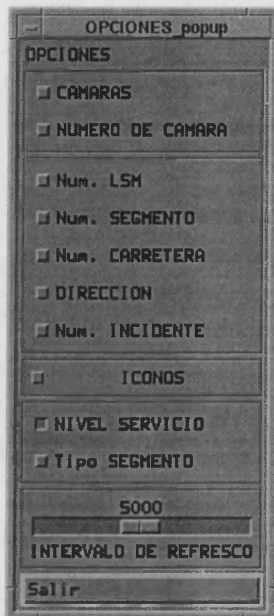 OPCIONES_popup
OPCIONES
CAMARAS
NUMERO DE CAMARA
Num. LSM
Num. SEGMENTO
Num. CARRETERA
DIRECCION
Num. INCIDENTE
ICONOS
NIVEL SERVICIO
Tipo SEGMENTO
5000
INTERVALO DE REFRESCO
Salir